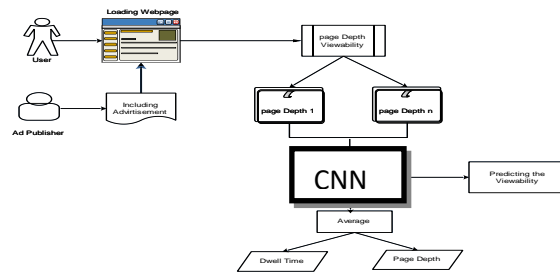 Loading Webpage
User
page Depth
Viewability
Including
Advirtisement
Ad Publisher
page Depth 1
page Depth n
CNN
Predicting the
Viewability
Average
Dwell Time
Page Depth